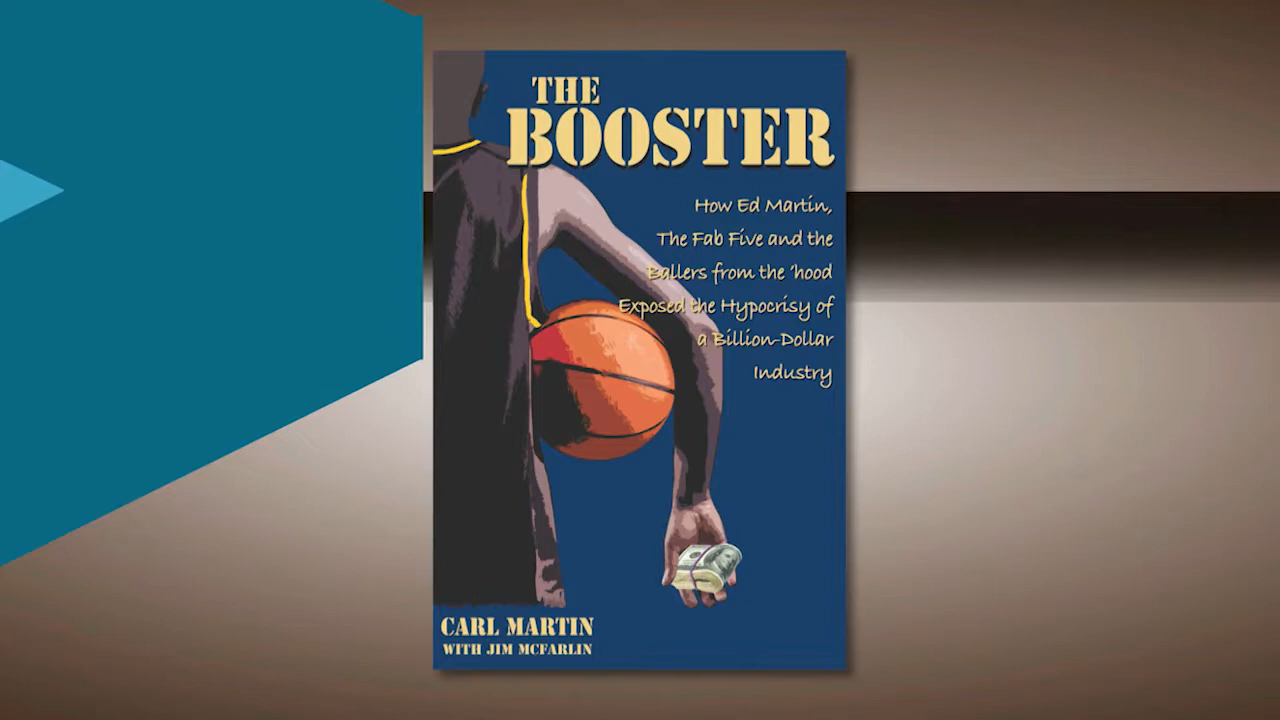 THE
BOOSTER
How Ed Martin,
The Fab Five and the
Ballers from the 'hood
Exposed the Hypocrisy of
a Billion-Dollar
Industry
CARL MARTIN
WITH JIM MCFARLIN